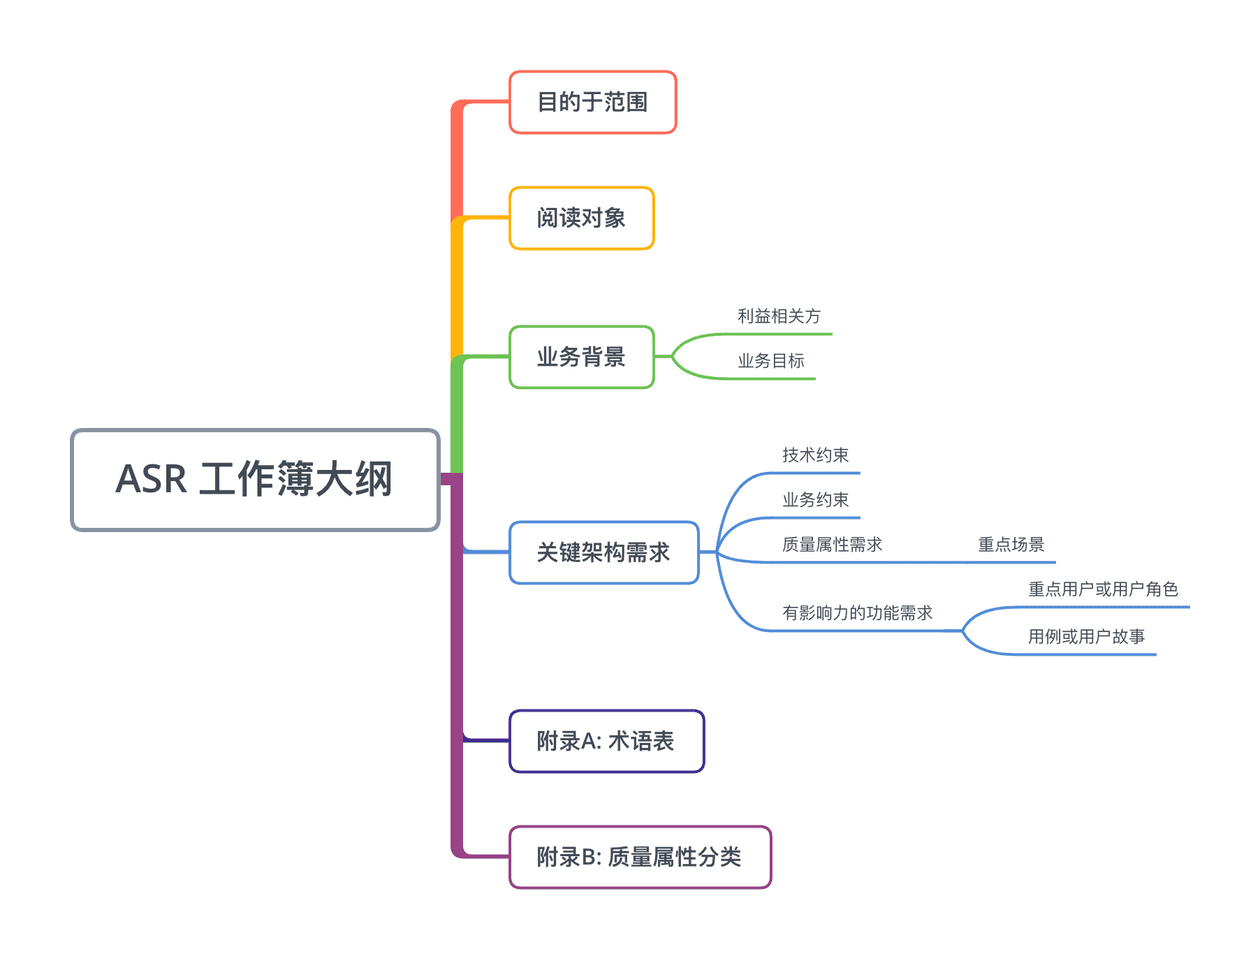 ASR 工作簿大纲
目的于范围
阅读对象
业务背景
利益相关方
业务目标
关键架构需求
技术约束
业务约束
质量属性需求
重点场景
有影响力的功能需求
重点用户或用户角色
用例或用户故事
附录A: 术语表
附录B: 质量属性分类